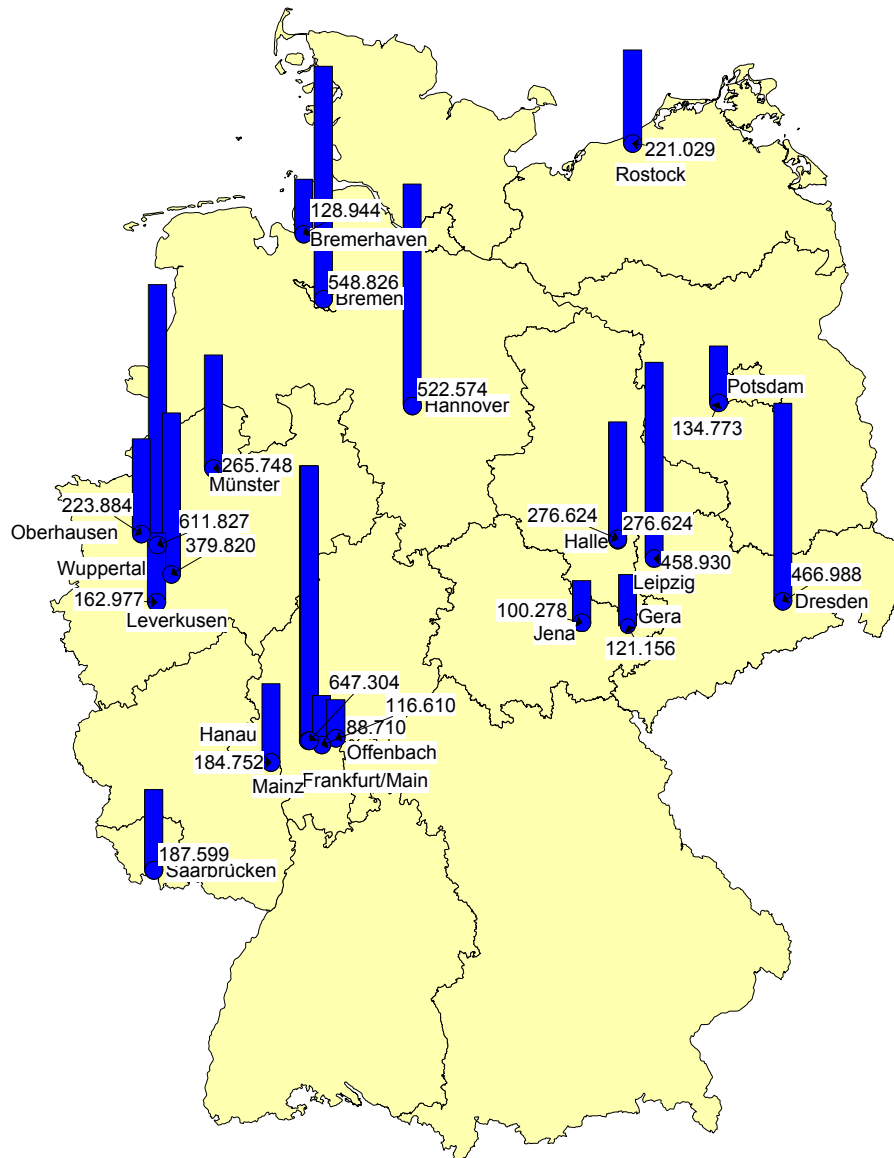 221.029
Rostock
128.944
Bremerhaven
548.826
Bremen
522.574
Hannover
Potsdam
134.773
265.748
Münster
223.884
Oberhausen
611.827
379.820
Wuppertal
162.977
Leverkusen
276.624
276.624
Halle
458.930
Leipzig
466.988
Dresden
100.278
Jena
Gera
121.156
647.304
116.610
88.710
Hanau
Offenbach
184.752
Mainz
Frankfurt/Main
187.599
Saarbrücken